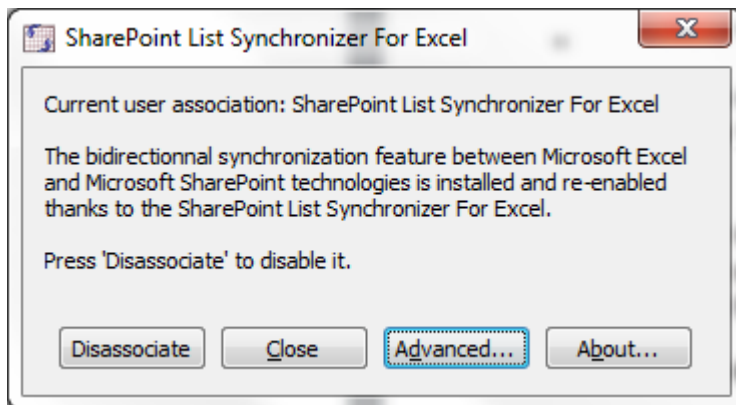 SharePoint List Synchronizer For Excel
Current user association: SharePoint List Synchronizer For Excel
The bidirectionnal synchronization feature between Microsoft Excel
and Microsoft SharePoint technologies is installed and re-enabled
thanks to the SharePoint List Synchronizer For Excel.
Press 'Disassociate' to disable it.
Disassociate Close Advanced... About...